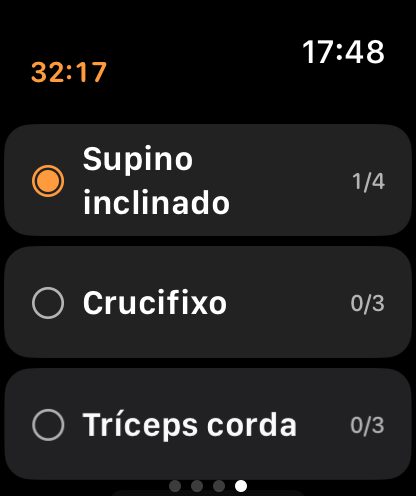 17:48
32:17
Supino
inclinado
1/4
Crucifixo
0/3
Tríceps corda
0/3